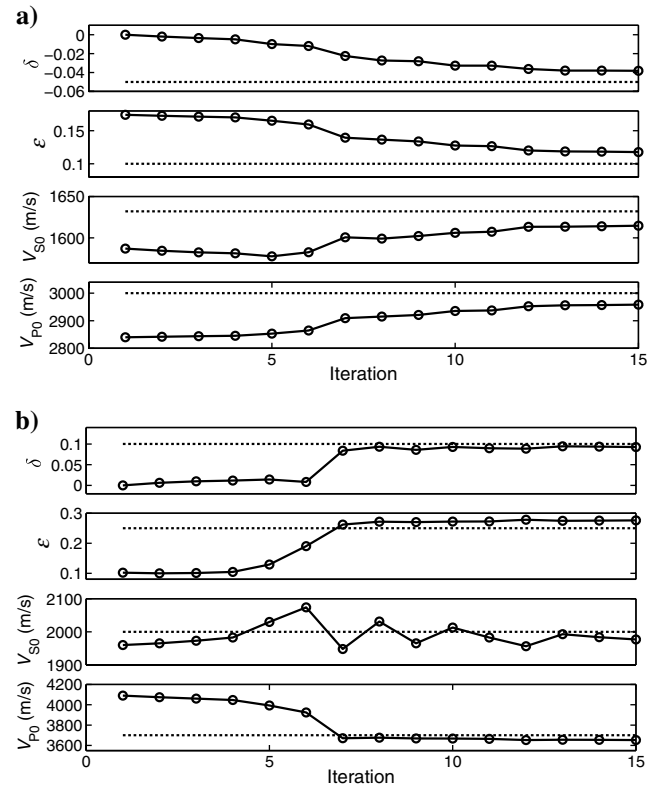 a)
0
−0.02
−0.04
−0.06
δ
0.15
0.1
ε
1650
1600
V_S0 (m/s)
3000
2900
2800
V_P0 (m/s)
0 5 10 15
Iteration
b)
0.1
0.05
0
δ
0.3
0.2
0.1
ε
2100
2000
1900
V_S0 (m/s)
4200
4000
3800
3600
V_P0 (m/s)
0 5 10 15
Iteration